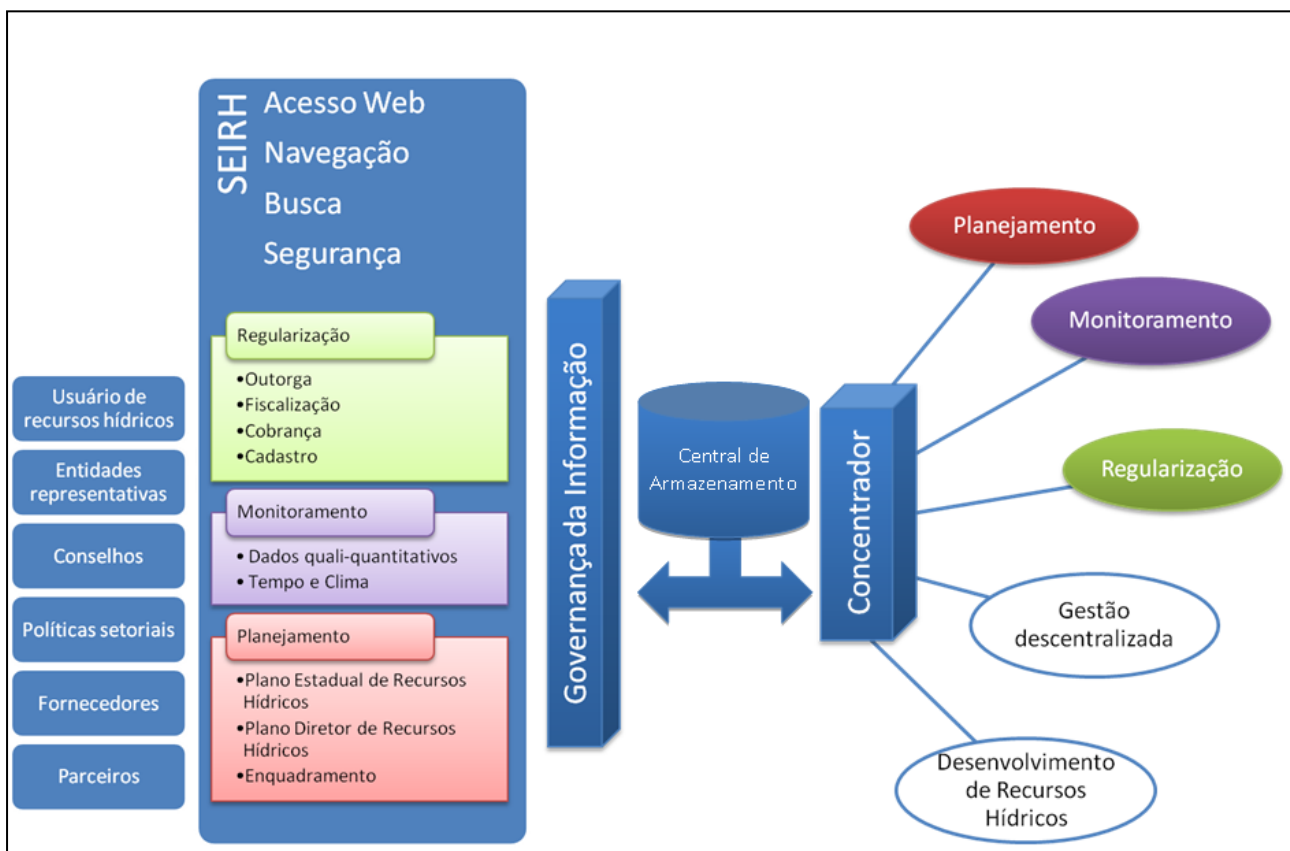 SEIRH
Acesso Web
Navegação
Busca
Segurança
Regularização
•Outorga
•Fiscalização
•Cobrança
•Cadastro
Monitoramento
• Dados quali-quantitativos
• Tempo e Clima
Planejamento
•Plano Estadual de Recursos
Hídricos
•Plano Diretor de Recursos
Hídricos
•Enquadramento
Usuário de
recursos hídricos
Entidades
representativas
Conselhos
Políticas setoriais
Fornecedores
Parceiros
Governança da Informação
Central de
Armazenamento
Concentrador
Planejamento
Monitoramento
Regularização
Gestão
descentralizada
Desenvolvimento
de Recursos
Hídricos